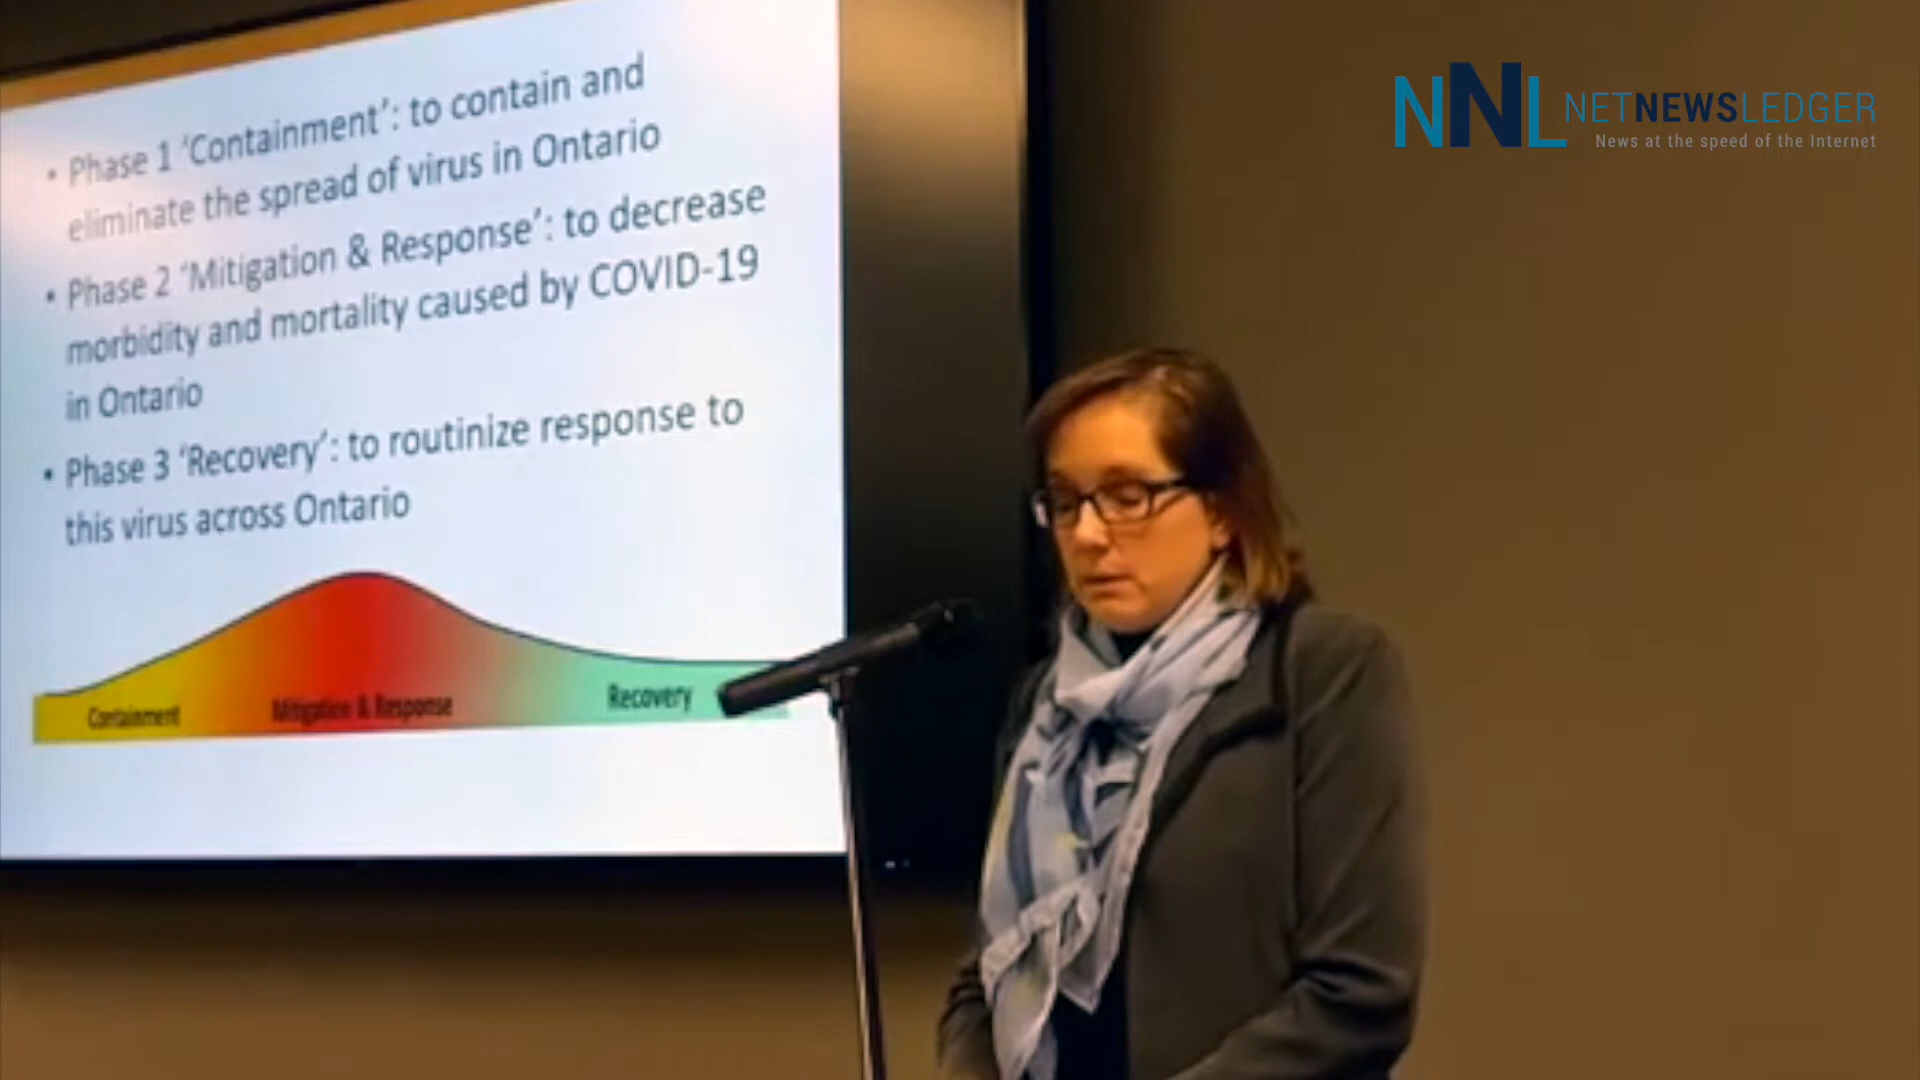 • Phase 1 ‘Containment’: to contain and
eliminate the spread of virus in Ontario
• Phase 2 ‘Mitigation & Response’: to decrease
morbidity and mortality caused by COVID-19
in Ontario
• Phase 3 ‘Recovery’: to routinize response to
this virus across Ontario
Containment
Mitigation & Response
Recovery
NNL NETNEWSLEDGER
News at the speed of the Internet